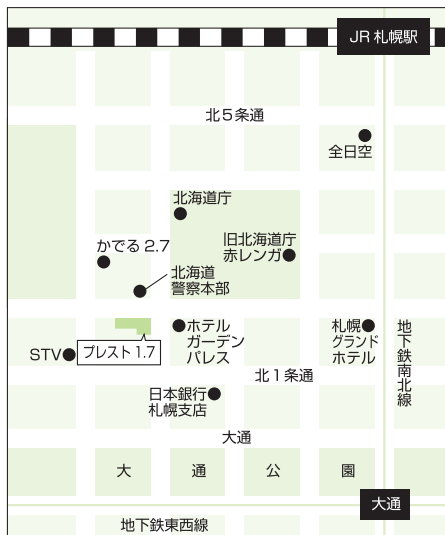 JR 札幌駅
北5条通
全日空
北海道庁
旧北海道庁
赤レンガ
かでる 2.7
北海道
警察本部
ホテル
ガーデン
パレス
札幌
グランド
ホテル
地下鉄南北線
STV
プレスト 1.7
北1条通
日本銀行
札幌支店
大通
大通公園
大通
地下鉄東西線